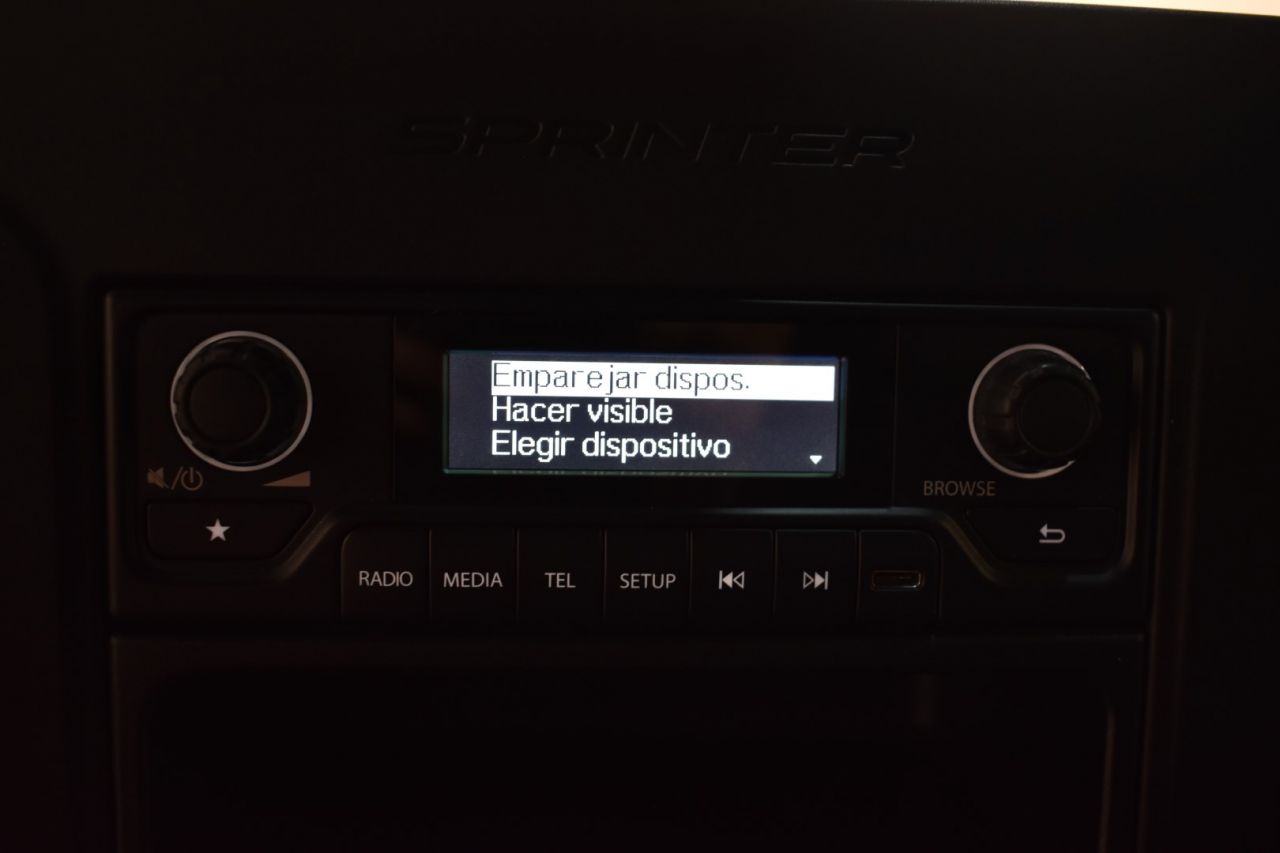 SPRINTER
Emparejar dispos.
Hacer visible
Elegir dispositivo
BROWSE
RADIO MEDIA TEL SETUP